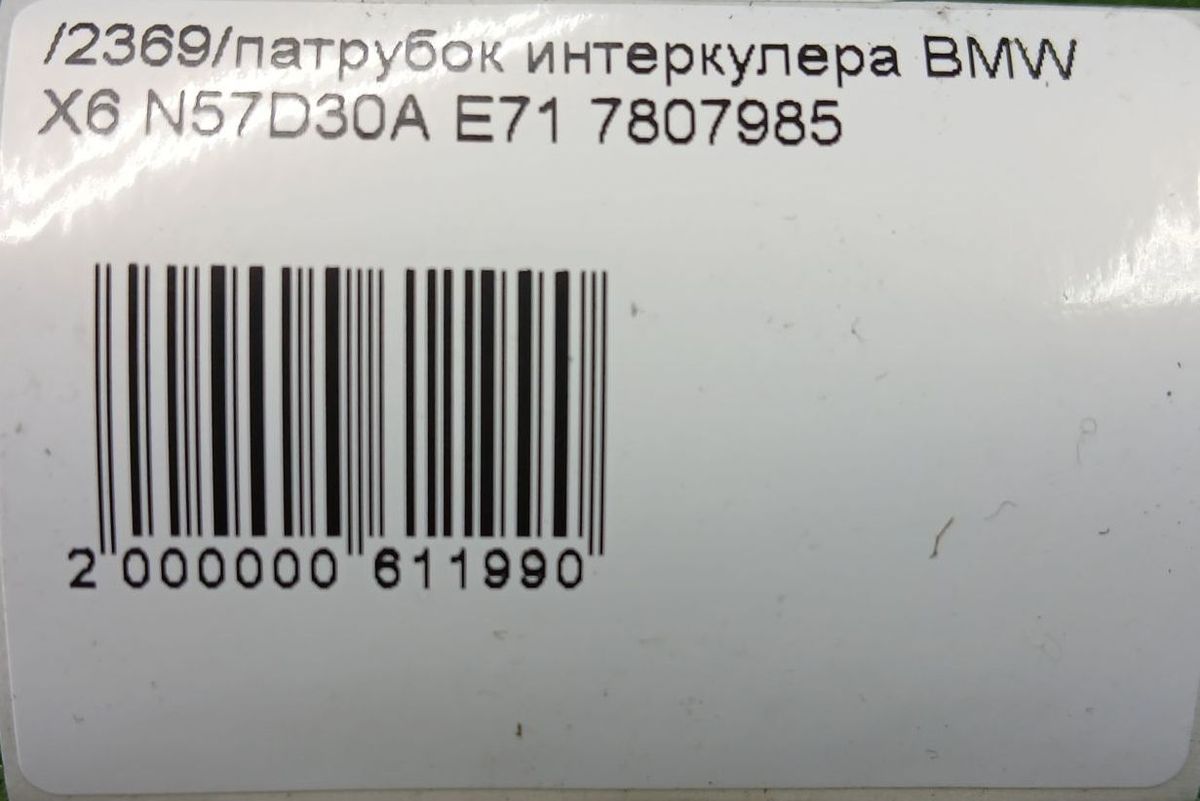 /2369/патрубок интеркулера BMW
X6 N57D30A E71 7807985
2 000000 611990